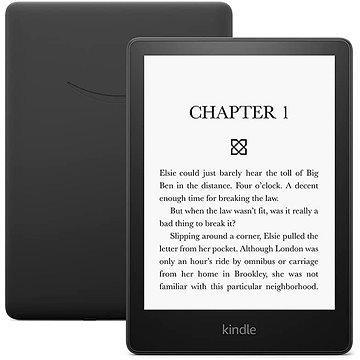 CHAPTER 1
Elsie could just barely hear the toll of Big
Ben in the distance. Four o'clock. A decent
enough time for breaking the law.
But when the law wasn't fit, was it really a
bad thing to break it?
Slipping around a corner, Elsie pulled the
letter from her pocket. Although London was
only an hour's ride by omnibus or carriage
from her home in Brookley, she was not
familiar with this particular neighborhood.
kindle